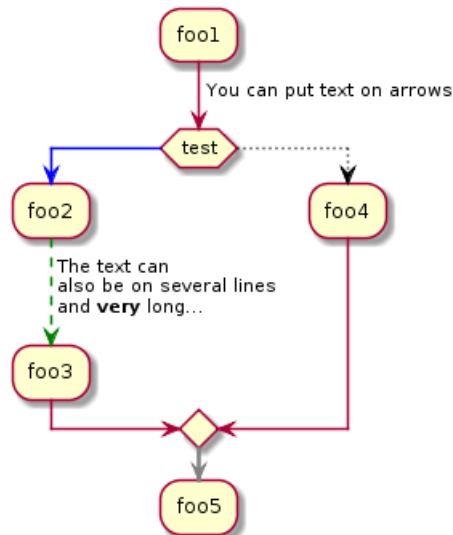 foo1
You can put text on arrows
test
foo2
foo4
The text can
also be on several lines
and very long...
foo3
foo5